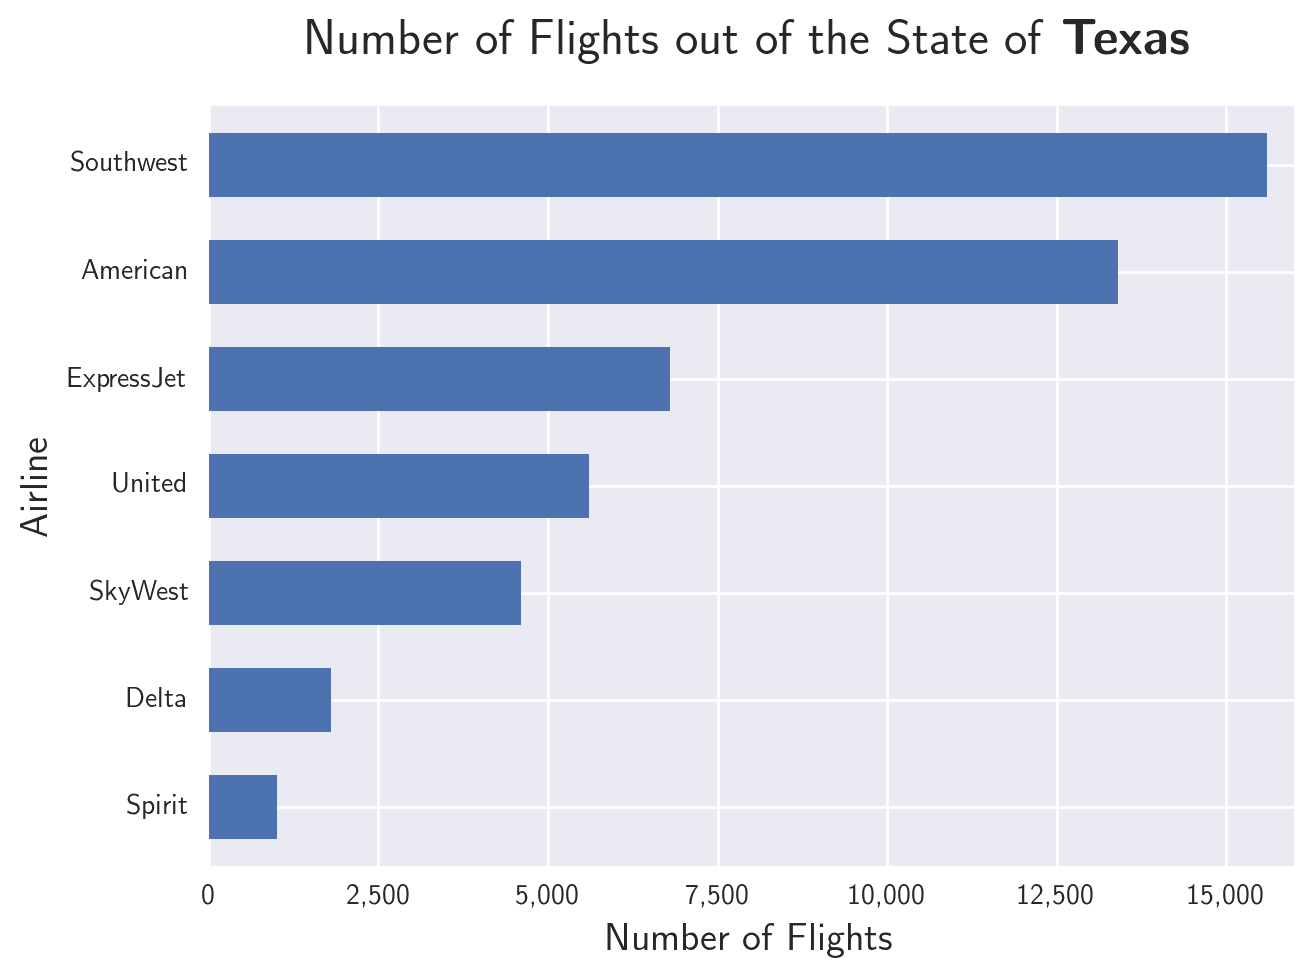 Number of Flights out of the State of Texas
Southwest
American
ExpressJet
United
SkyWest
Delta
Spirit
Airline
0
2,500
5,000
7,500
10,000
12,500
15,000
Number of Flights